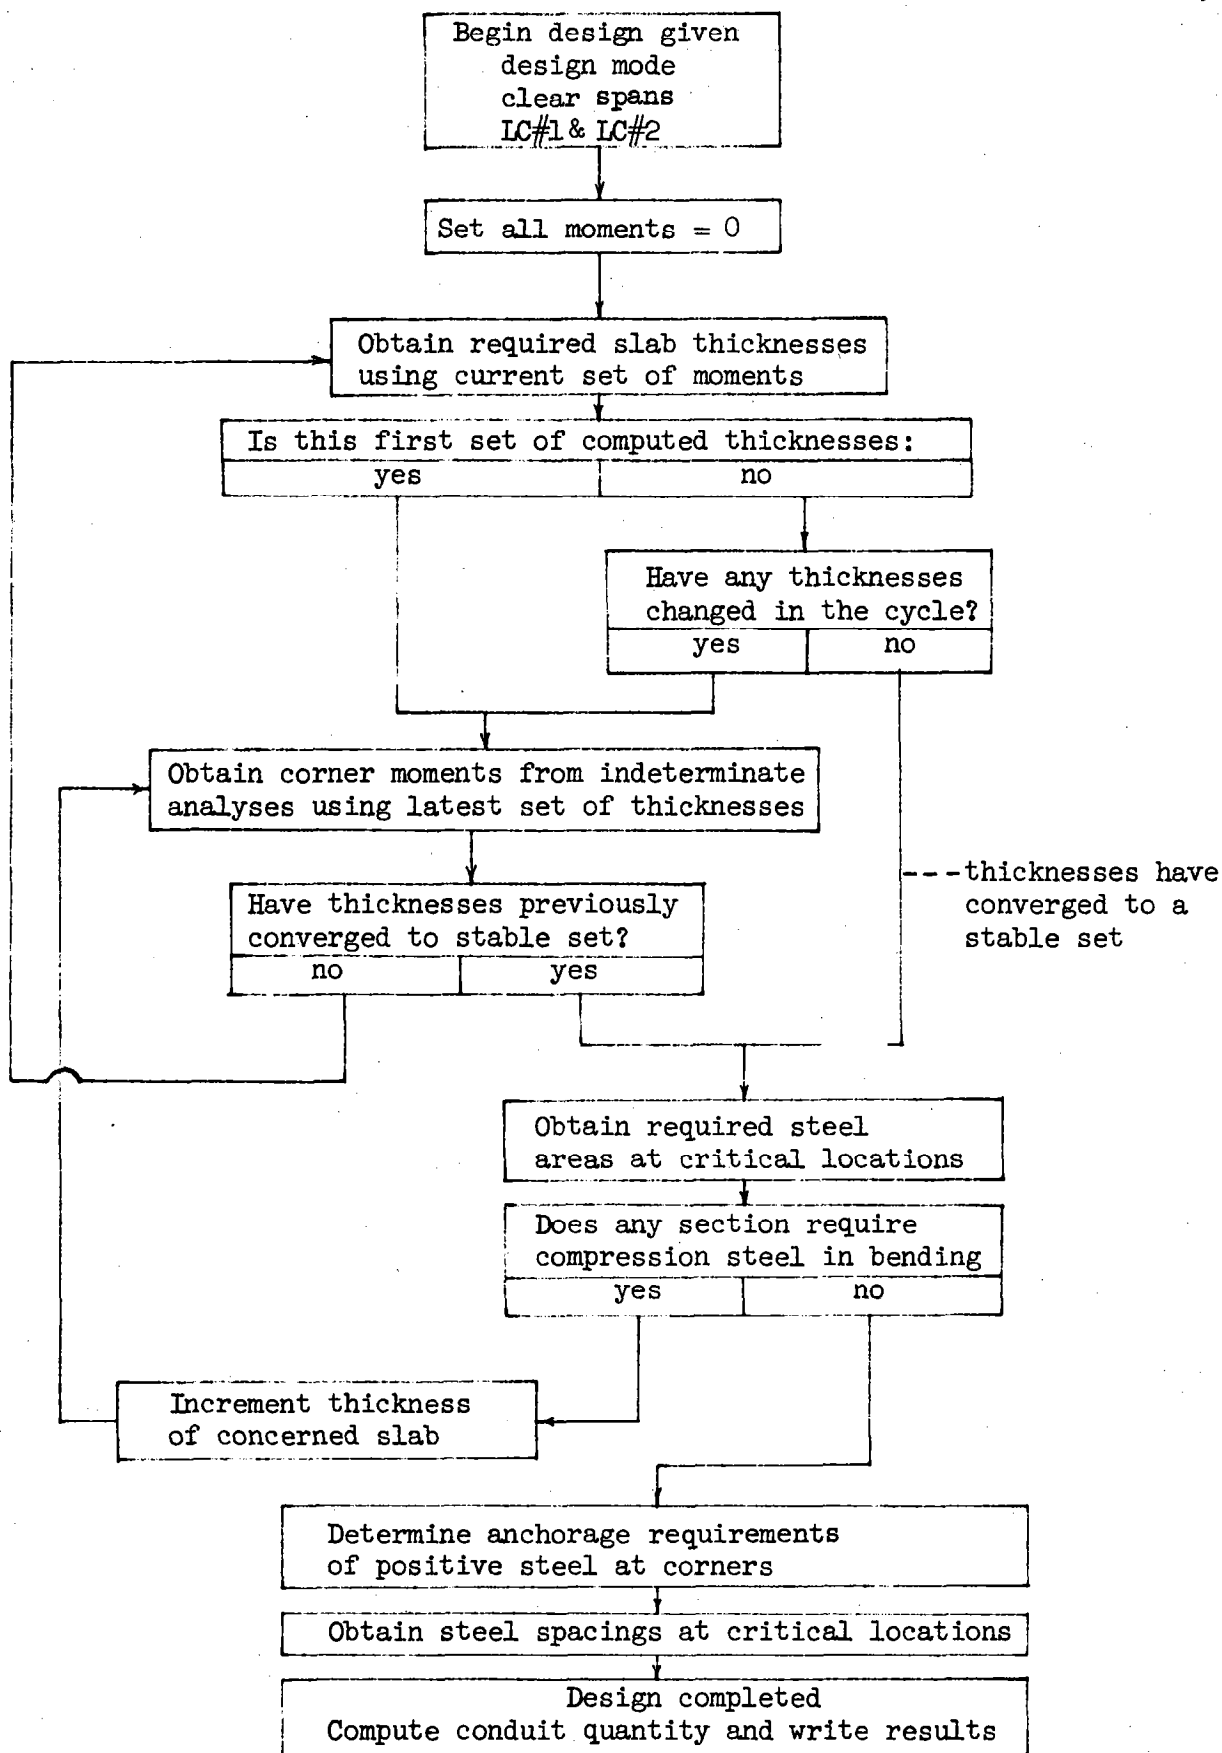 Begin design given
design mode
clear spans
LC#1 & LC#2
Set all moments = 0
Obtain required slab thicknesses
using current set of moments
Is this first set of computed thicknesses:
yes
no
Have any thicknesses
changed in the cycle?
yes
no
Obtain corner moments from indeterminate
analyses using latest set of thicknesses
---thicknesses have
converged to a
stable set
Have thicknesses previously
converged to stable set?
no
yes
Obtain required steel
areas at critical locations
Does any section require
compression steel in bending
yes
no
Increment thickness
of concerned slab
Determine anchorage requirements
of positive steel at corners
Obtain steel spacings at critical locations
Design completed
Compute conduit quantity and write results